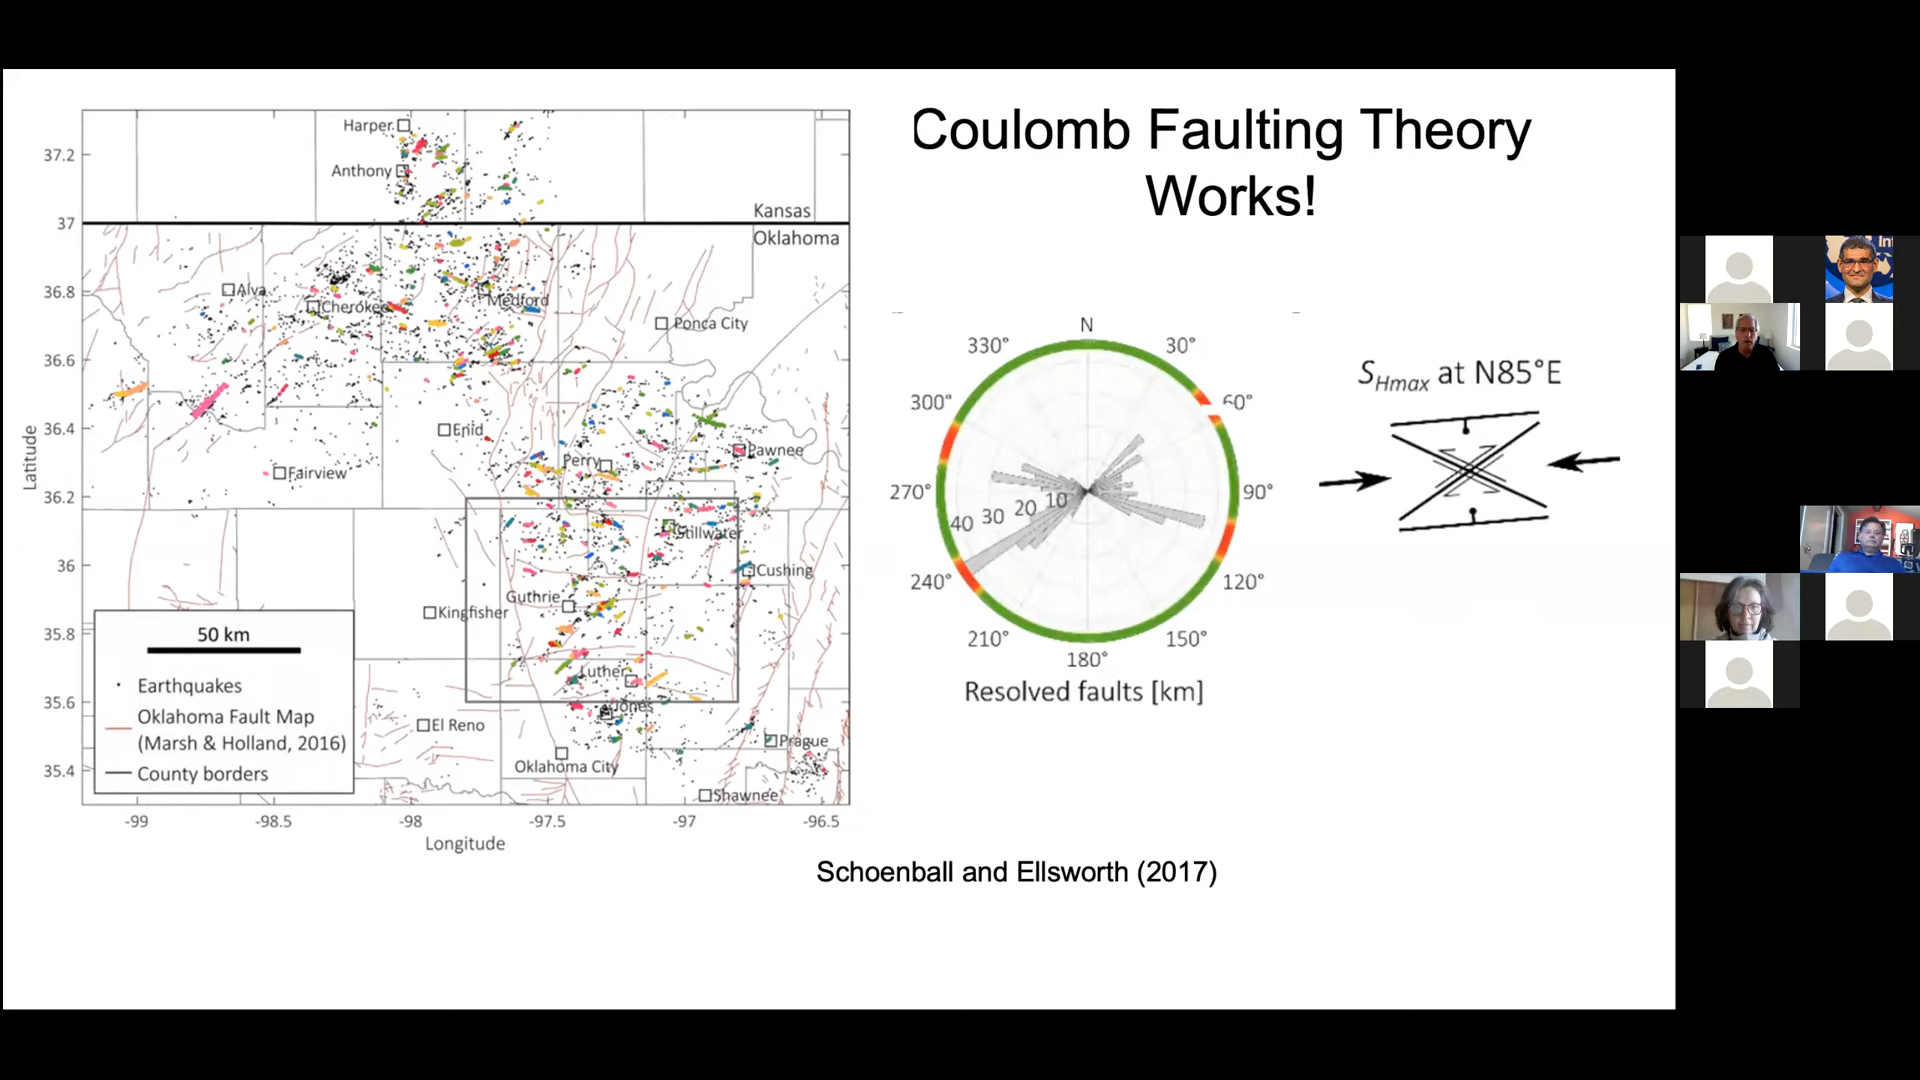 Coulomb Faulting Theory
Works!
Harper
Anthony
Kansas
Oklahoma
Alva
Cherokee
Medford
Ponca City
Enid
Fairview
Perry
Pawnee
Stillwater
Cushing
Guthrie
Kingfisher
Luther
Jones
El Reno
Oklahoma City
Prague
Shawnee
37.2
37
36.8
36.6
36.4
36.2
36
35.8
35.6
35.4
Latitude
50 km
Earthquakes
Oklahoma Fault Map
(Marsh & Holland, 2016)
County borders
-99
-98.5
-98
-97.5
-97
-96.5
Longitude
N
330°
30°
300°
60°
270°
90°
40 30 20 10
240°
120°
210°
150°
180°
Resolved faults [km]
SHmax at N85°E
Schoenball and Ellsworth (2017)